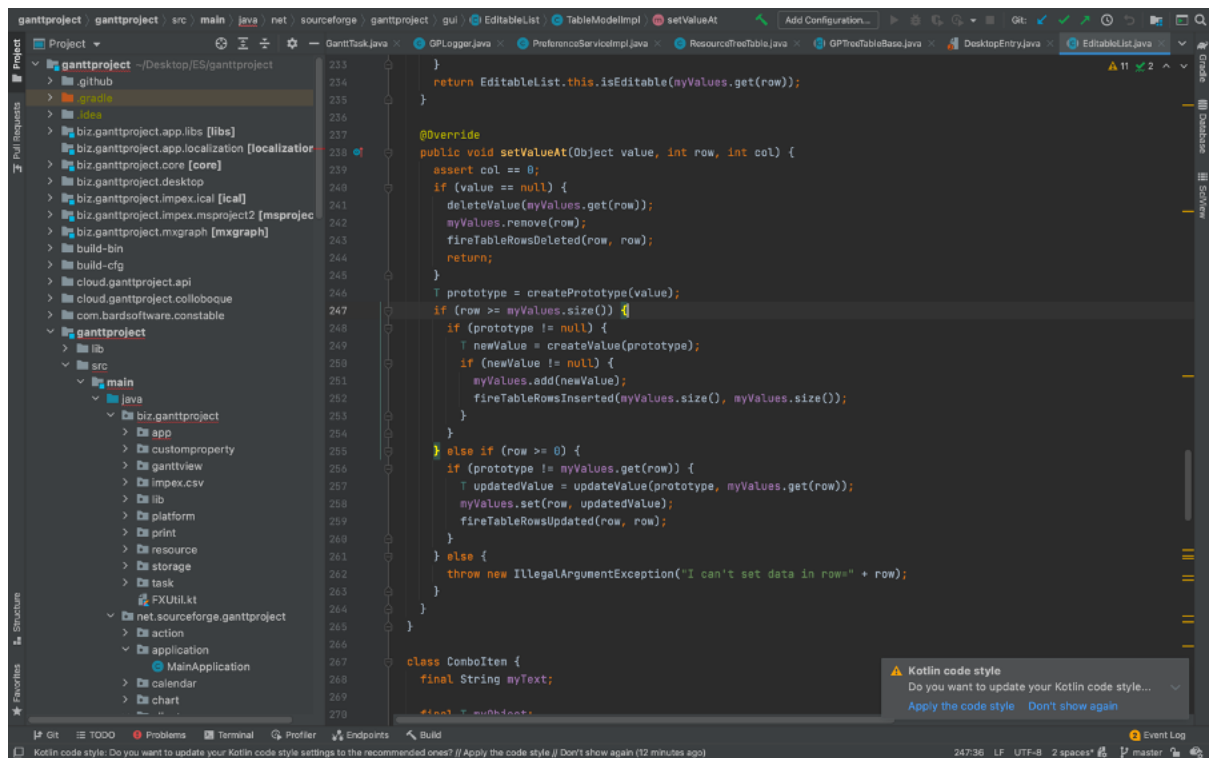 ganttproject ganttproject src main java net sourceforge ganttproject gui EditableList TableModelImpl setValueAt Add Configuration... Git:
Project GanttTask.java GPLogger.java PreferenceServiceImpl.java ResourceTreeTable.java GPTreeTableBase.java DesktopEntry.java EditableList.java
ganttproject ~/Desktop/ES/ganttproject
.github
.gradle
.idea
biz.ganttproject.app.libs [libs]
biz.ganttproject.app.localization [localization
biz.ganttproject.core [core]
biz.ganttproject.desktop
biz.ganttproject.impex.ical [ical]
biz.ganttproject.impex.msproject2 [msprojec
biz.ganttproject.mxgraph [mxgraph]
build-bin
build-cfg
cloud.ganttproject.api
cloud.ganttproject.colloboque
com.bardsoftware.constable
ganttproject
lib
src
main
java
biz.ganttproject
app
customproperty
ganttview
impex.csv
lib
platform
print
resource
storage
task
FXUtil.kt
net.sourceforge.ganttproject
action
application
MainApplication
calendar
chart
233 }
234 return EditableList.this.isEditable(myValues.get(row));
235 }
236
237 @Override
238 public void setValueAt(Object value, int row, int col) {
239 assert col == 0;
240 if (value == null) {
241 deleteValue(myValues.get(row));
242 myValues.remove(row);
243 fireTableRowsDeleted(row, row);
244 return;
245 }
246 T prototype = createPrototype(value);
247 if (row >= myValues.size()) {
248 if (prototype != null) {
249 T newValue = createValue(prototype);
250 if (newValue != null) {
251 myValues.add(newValue);
252 fireTableRowsInserted(myValues.size(), myValues.size());
253 }
254 }
255 } else if (row >= 0) {
256 if (prototype != myValues.get(row)) {
257 T updatedValue = updateValue(prototype, myValues.get(row));
258 myValues.set(row, updatedValue);
259 fireTableRowsUpdated(row, row);
260 }
261 } else {
262 throw new IllegalArgumentException("I can't set data in row=" + row);
263 }
264 }
265 }
266
267 class ComboItem {
268 final String myText;
269
270 final T myObject;
11 2
Project
Pull Requests
Structure
Favorites
Gradle
Database
SciView
Kotlin code style
Do you want to update your Kotlin code style...
Apply the code style Don't show again
Git TODO Problems Terminal Profiler Endpoints Build 2 Event Log
Kotlin code style: Do you want to update your Kotlin code style settings to the recommended ones? // Apply the code style // Don't show again (12 minutes ago) 247:36 LF UTF-8 2 spaces* master